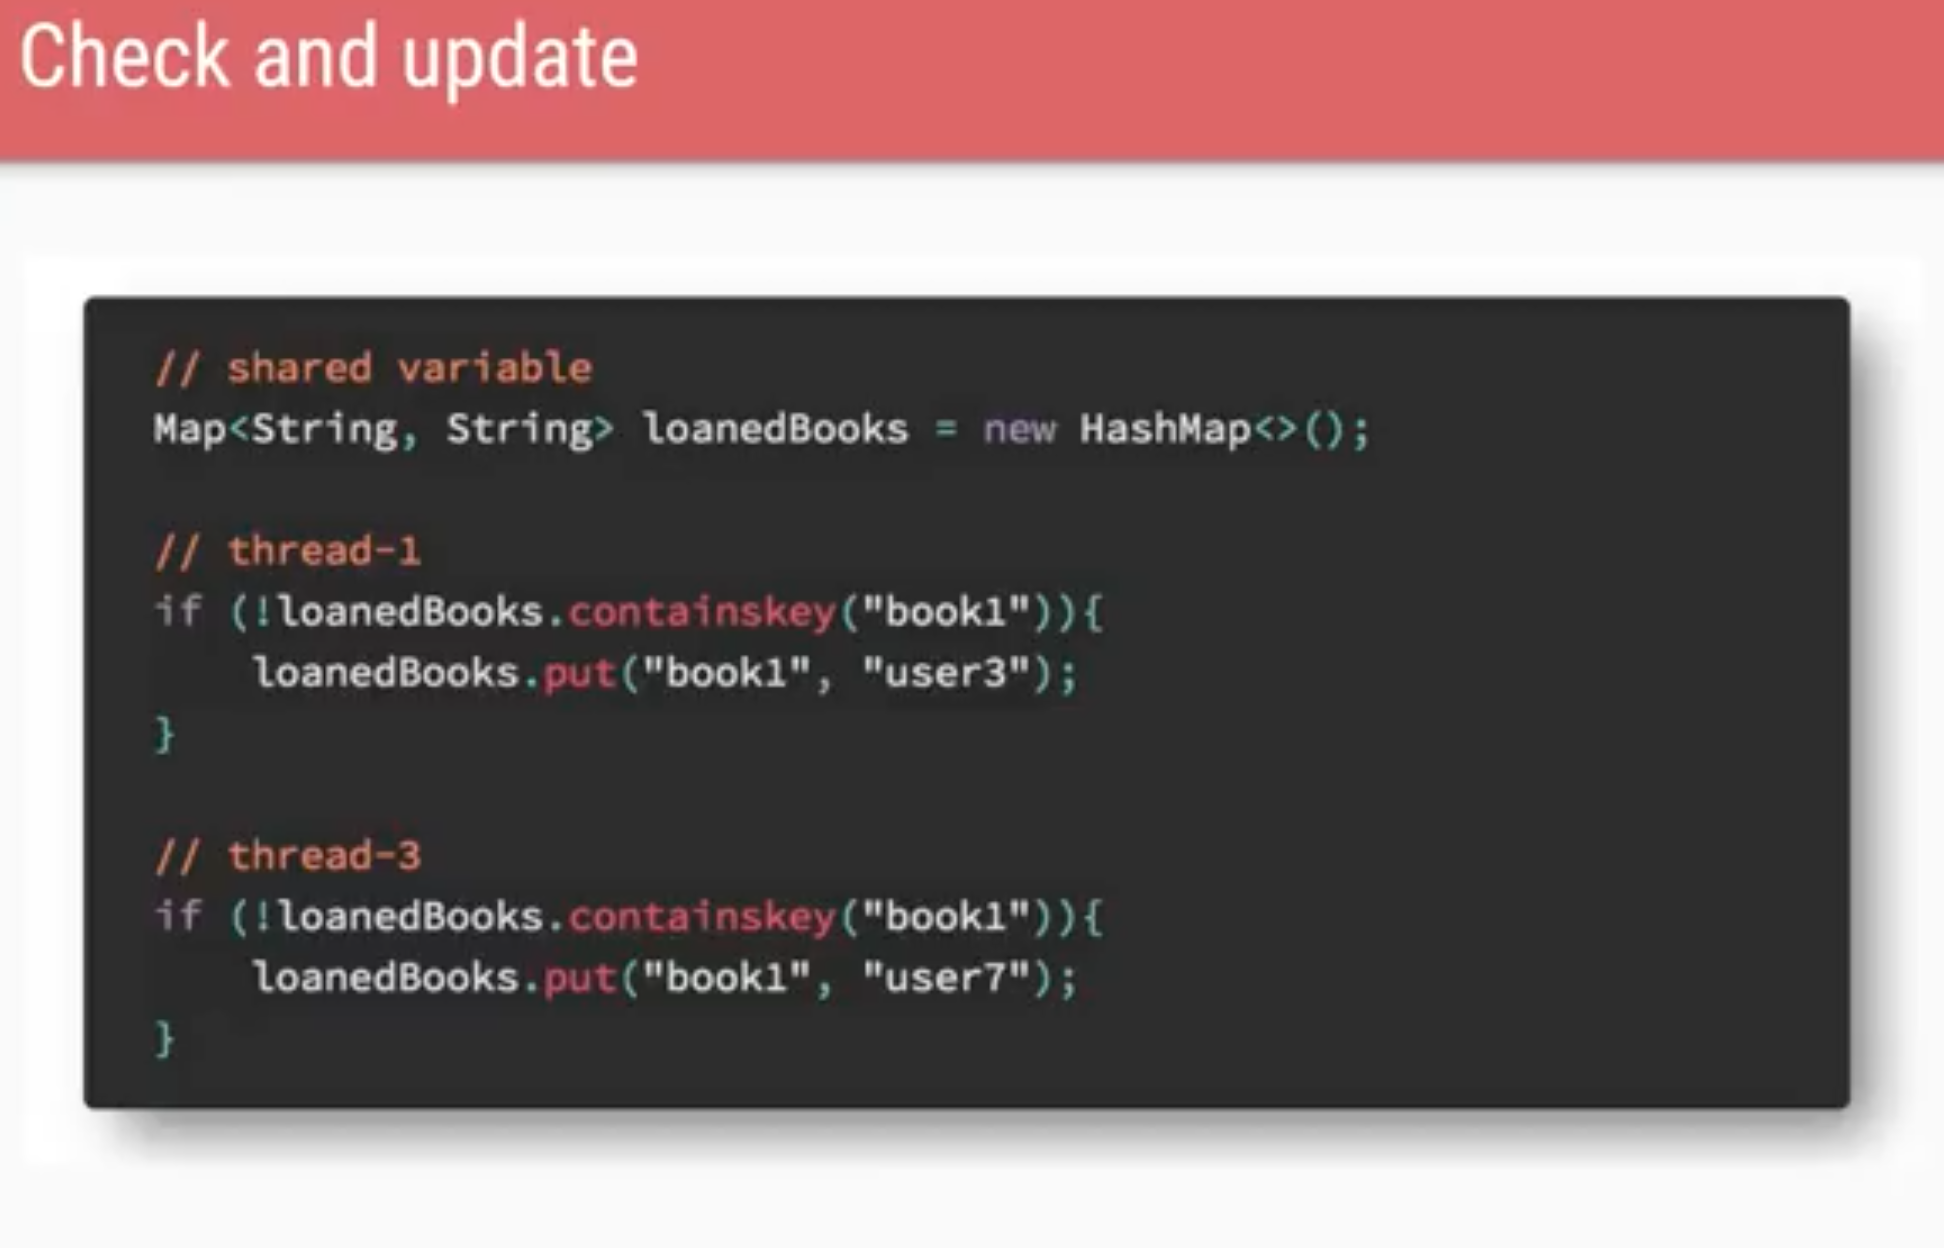 Check and update
// shared variable
Map<String, String> loanedBooks = new HashMap<>();
// thread-1
if (!loanedBooks.containskey("book1")){
loanedBooks.put("book1", "user3");
}
// thread-3
if (!loanedBooks.containskey("book1")){
loanedBooks.put("book1", "user7");
}